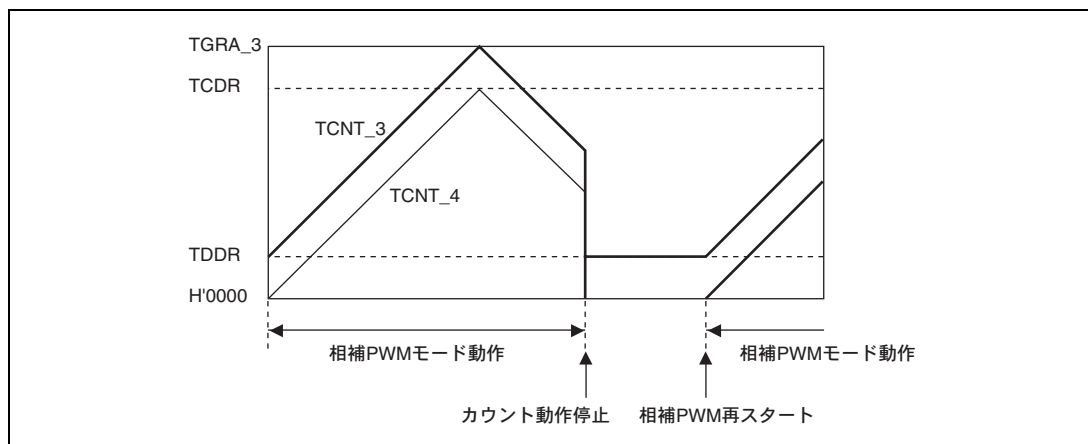 TGRA_3
TCDR
TCNT_3
TCNT_4
TDDR
H'0000
相補PWMモード動作
相補PWMモード動作
カウント動作停止
相補PWM再スタート